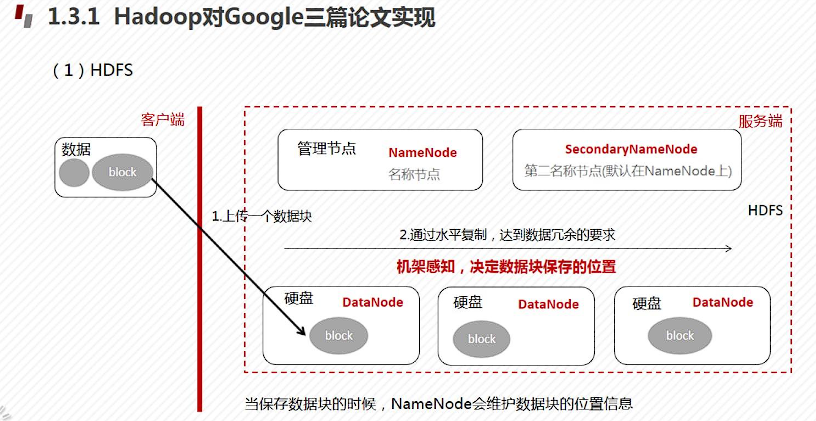 1.3.1 Hadoop对Google三篇论文实现
（1）HDFS
客户端
服务端
数据
block
管理节点
NameNode
名称节点
SecondaryNameNode
第二名称节点(默认在NameNode上)
HDFS
1.上传一个数据块
2.通过水平复制，达到数据冗余的要求
机架感知，决定数据块保存的位置
硬盘 DataNode
block
硬盘 DataNode
block
硬盘 DataNode
block
当保存数据块的时候，NameNode会维护数据块的位置信息